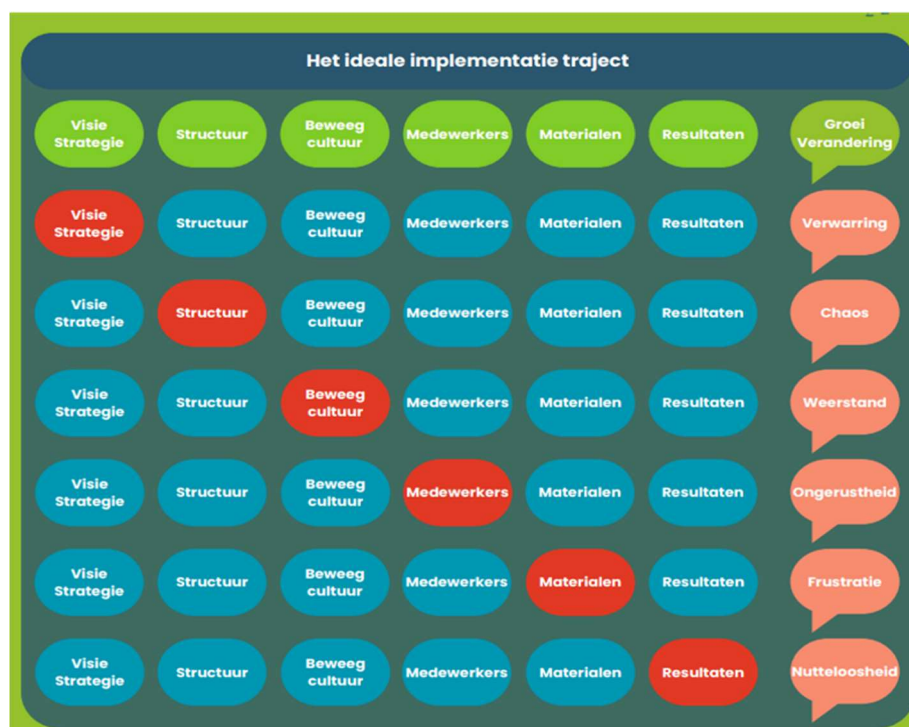 Het ideale implementatie traject
Visie
Strategie
Structuur
Beweeg
cultuur
Medewerkers
Materialen
Resultaten
Groei
Verandering
Visie
Strategie
Structuur
Beweeg
cultuur
Medewerkers
Materialen
Resultaten
Verwarring
Visie
Strategie
Structuur
Beweeg
cultuur
Medewerkers
Materialen
Resultaten
Chaos
Visie
Strategie
Structuur
Beweeg
cultuur
Medewerkers
Materialen
Resultaten
Weerstand
Visie
Strategie
Structuur
Beweeg
cultuur
Medewerkers
Materialen
Resultaten
Ongerustheid
Visie
Strategie
Structuur
Beweeg
cultuur
Medewerkers
Materialen
Resultaten
Frustratie
Visie
Strategie
Structuur
Beweeg
cultuur
Medewerkers
Materialen
Resultaten
Nutteloosheid